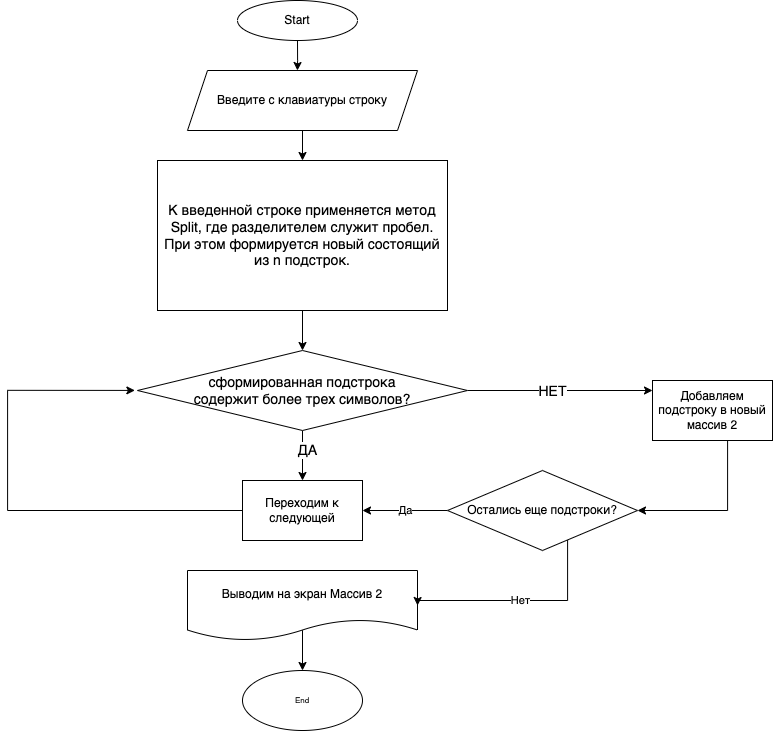 Start
Введите с клавиатуры строку
К введенной строке применяется метод
Split, где разделителем служит пробел.
При этом формируется новый состоящий
из n подстрок.
сформированная подстрока
содержит более трех символов?
НЕТ
Добавляем
подстроку в новый
массив 2
ДА
Переходим к
следующей
Да
Остались еще подстроки?
Выводим на экран Массив 2
Нет
End